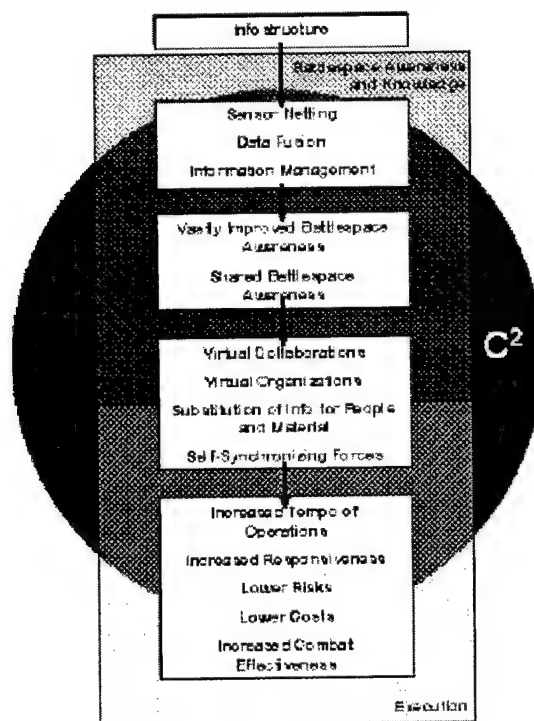 Infostructure
Battlespace Awareness
and Knowledge
Sensor Netting
Data Fusion
Information Management
Vastly Improved Battlespace
Awareness
Shared Battlespace
Awareness
C²
Virtual Collaborations
Virtual Organizations
Substitution of Info for People
and Material
Self-Synchronizing Forces
Increased Tempo of
Operations
Increased Responsiveness
Lower Risks
Lower Costs
Increased Combat
Effectiveness
Execution